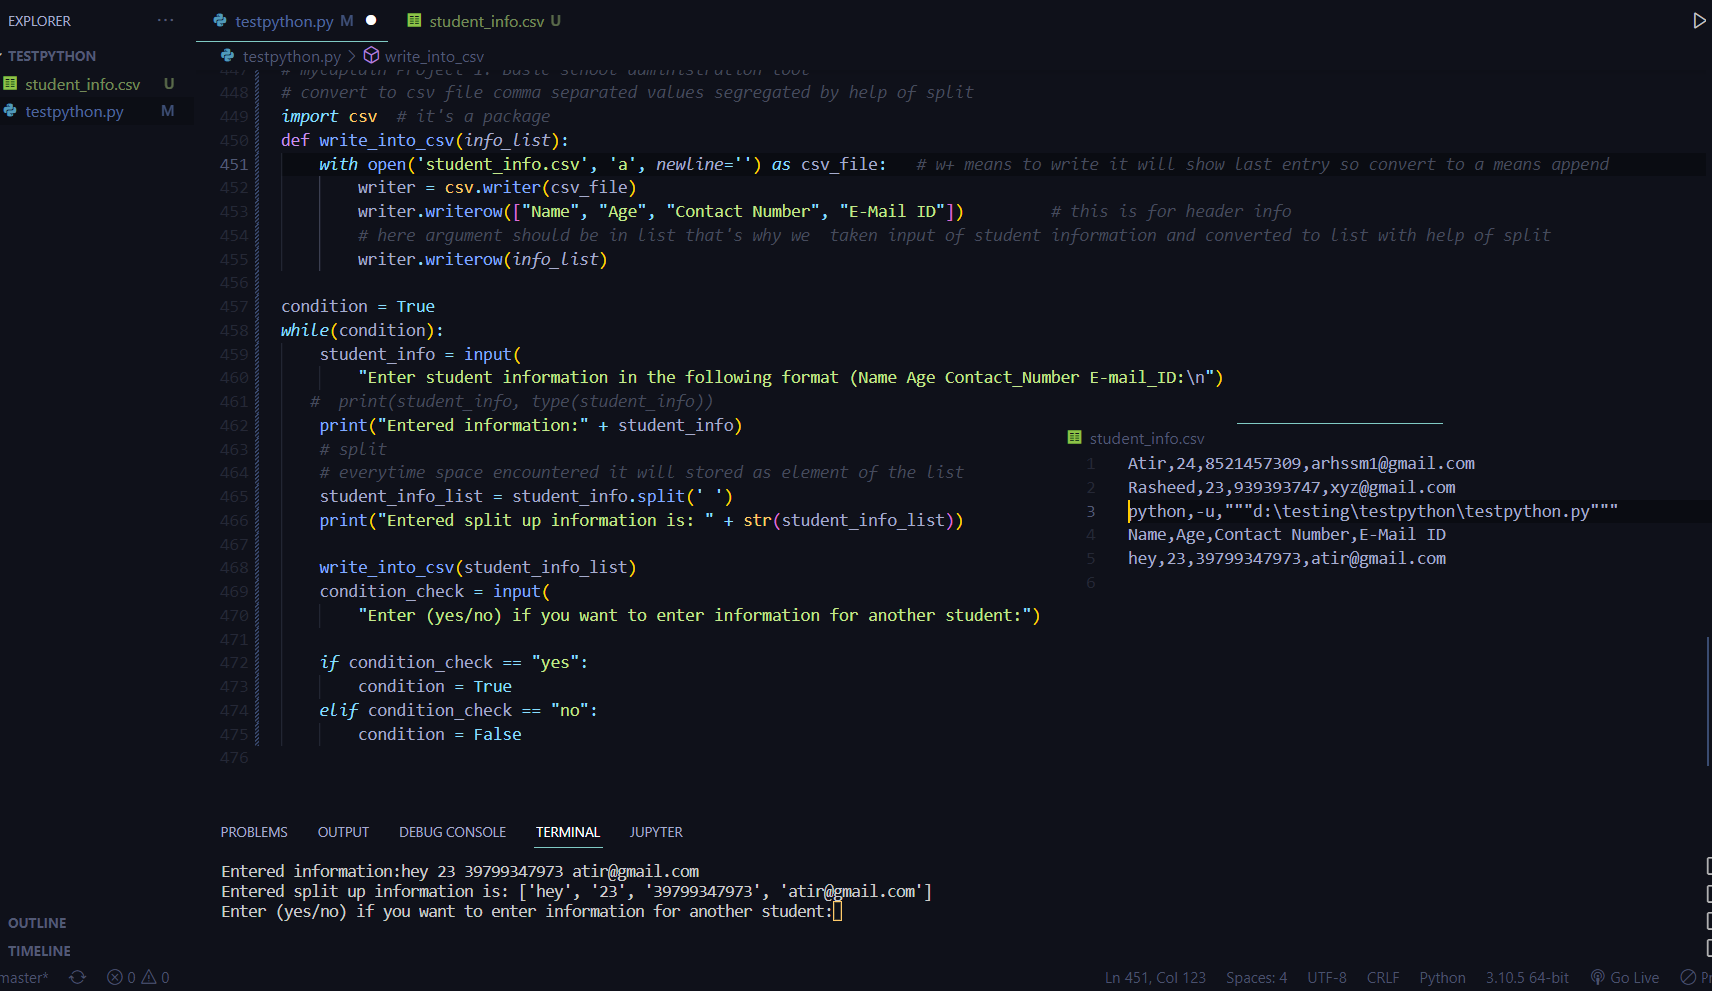 EXPLORER
···
testpython.py M
student_info.csv U
TESTPYTHON
student_info.csv U
testpython.py M
testpython.py > write_into_csv
447 # myCaptain Project 1: Basic school administration tool
448 # convert to csv file comma separated values segregated by help of split
449 import csv  # it's a package
450 def write_into_csv(info_list):
451     with open('student_info.csv', 'a', newline='') as csv_file:   # w+ means to write it will show last entry so convert to a means append
452         writer = csv.writer(csv_file)
453         writer.writerow(["Name", "Age", "Contact Number", "E-Mail ID"])         # this is for header info
454         # here argument should be in list that's why we  taken input of student information and converted to list with help of split
455         writer.writerow(info_list)
456
457 condition = True
458 while(condition):
459     student_info = input(
460         "Enter student information in the following format (Name Age Contact_Number E-mail_ID:\n")
461    #  print(student_info, type(student_info))
462     print("Entered information:" + student_info)
463     # split
464     # everytime space encountered it will stored as element of the list
465     student_info_list = student_info.split(' ')
466     print("Entered split up information is: " + str(student_info_list))
467
468     write_into_csv(student_info_list)
469     condition_check = input(
470         "Enter (yes/no) if you want to enter information for another student:")
471
472     if condition_check == "yes":
473         condition = True
474     elif condition_check == "no":
475         condition = False
476
student_info.csv
1 Atir,24,8521457309,arhssm1@gmail.com
2 Rasheed,23,939393747,xyz@gmail.com
3 python,-u,"""d:\testing\testpython\testpython.py"""
4 Name,Age,Contact Number,E-Mail ID
5 hey,23,39799347973,atir@gmail.com
6
PROBLEMS OUTPUT DEBUG CONSOLE TERMINAL JUPYTER
Entered information:hey 23 39799347973 atir@gmail.com
Entered split up information is: ['hey', '23', '39799347973', 'atir@gmail.com']
Enter (yes/no) if you want to enter information for another student:
OUTLINE
TIMELINE
master* 0 0 Ln 451, Col 123 Spaces: 4 UTF-8 CRLF Python 3.10.5 64-bit Go Live